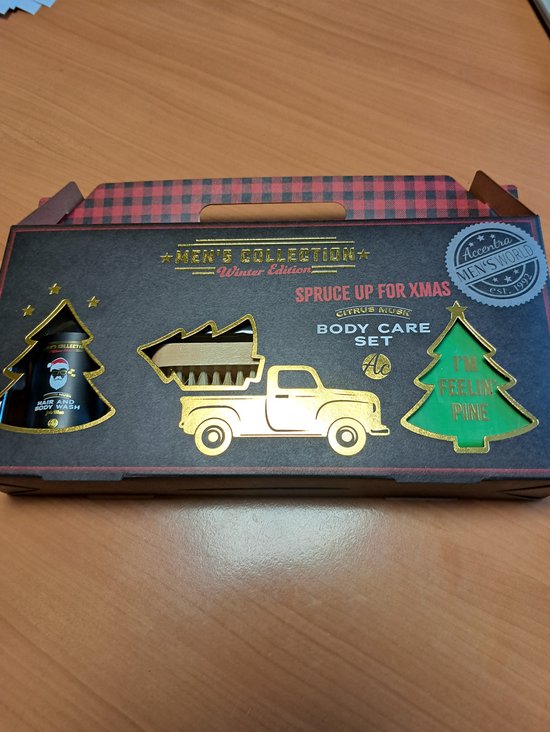 ★ MEN'S COLLECTION ★
Winter Edition
SPRUCE UP FOR XMAS
CITRUS MUSK
BODY CARE
SET
Ac
Accentra
MEN'S WORLD
EST. 1992
HAIR AND
BODY WASH
I'M
FEELIN'
PINE